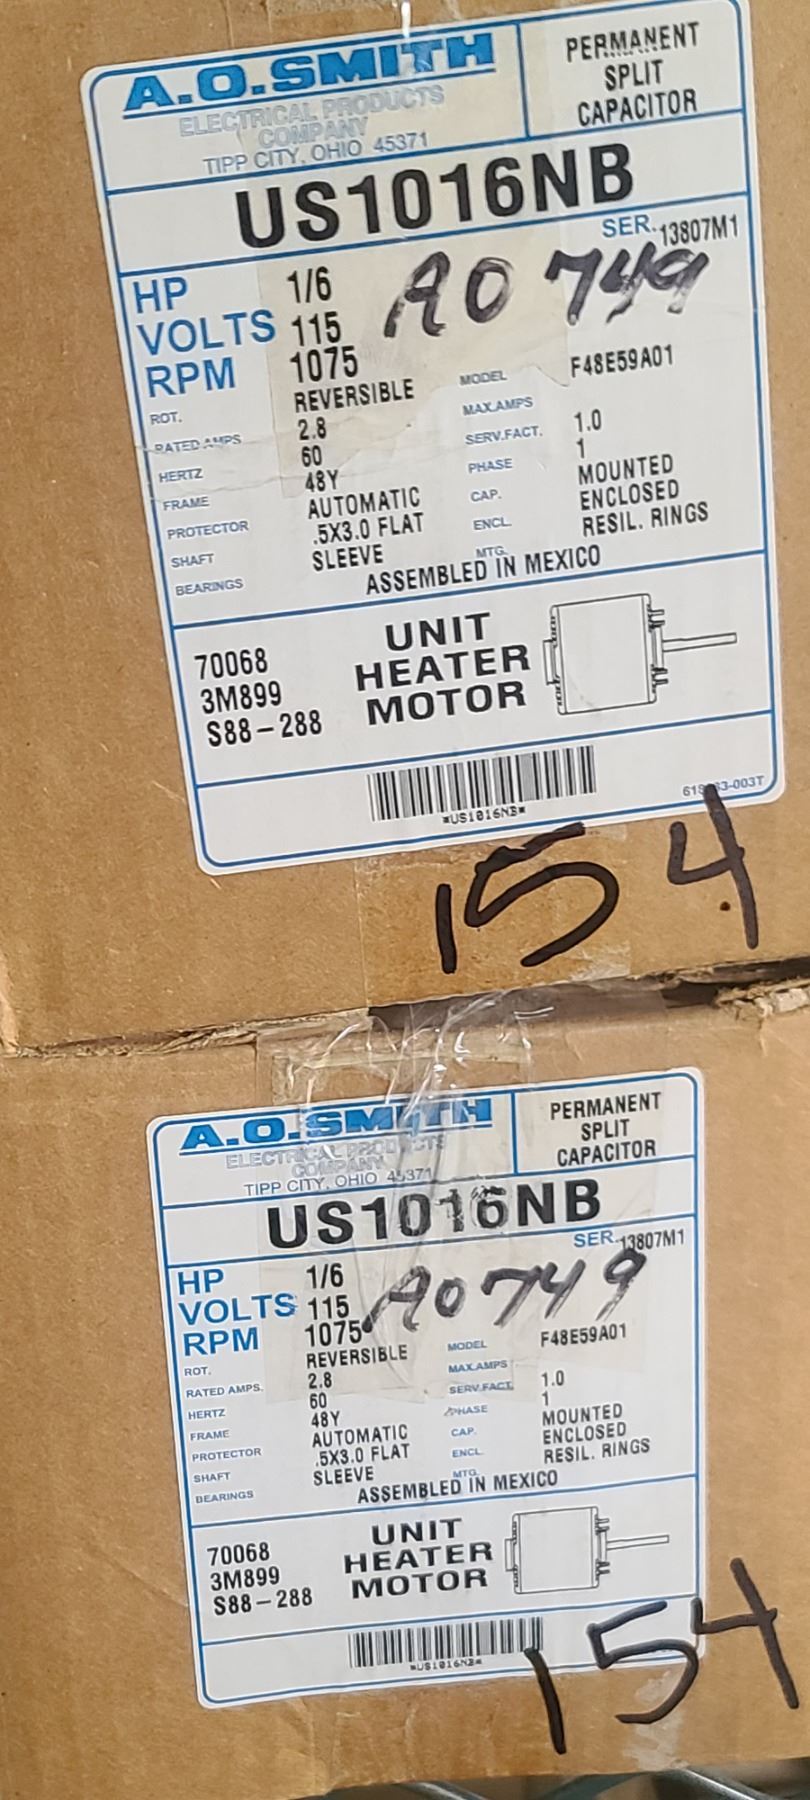 A.O.SMITH
ELECTRICAL PRODUCTS
COMPANY
TIPP CITY, OHIO 45371
PERMANENT
SPLIT
CAPACITOR
US1016NB
SER. 13807M1
HP 1/6
AO 749
VOLTS 115
RPM 1075
ROT. REVERSIBLE
MODEL F48E59A01
RATED AMPS 2.8
MAX.AMPS
HERTZ 60
SERV.FACT. 1.0
FRAME 48Y
PHASE 1
PROTECTOR AUTOMATIC
CAP. MOUNTED
SHAFT .5X3.0 FLAT
ENCL. ENCLOSED
BEARINGS SLEEVE
MTG. RESIL. RINGS
ASSEMBLED IN MEXICO
70068
3M899
S88-288
UNIT
HEATER
MOTOR
*US1016NB*
154
A.O.SMITH
ELECTRICAL PRODUCTS
COMPANY
TIPP CITY, OHIO 45371
PERMANENT
SPLIT
CAPACITOR
US1016NB
SER. 13807M1
HP 1/6
AO 749
VOLTS 115
RPM 1075
ROT. REVERSIBLE
MODEL F48E59A01
RATED AMPS. 2.8
MAX.AMPS
HERTZ 60
SERV.FACT. 1.0
FRAME 48Y
PHASE 1
PROTECTOR AUTOMATIC
CAP. MOUNTED
SHAFT .5X3.0 FLAT
ENCL. ENCLOSED
BEARINGS SLEEVE
MTG. RESIL. RINGS
ASSEMBLED IN MEXICO
70068
3M899
S88-288
UNIT
HEATER
MOTOR
*US1016NB*
154